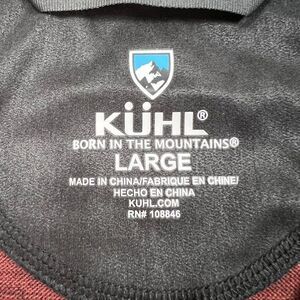 KÜHL®
BORN IN THE MOUNTAINS®
LARGE
MADE IN CHINA/FABRIQUE EN CHINE/
HECHO EN CHINA
KUHL.COM
RN# 108846